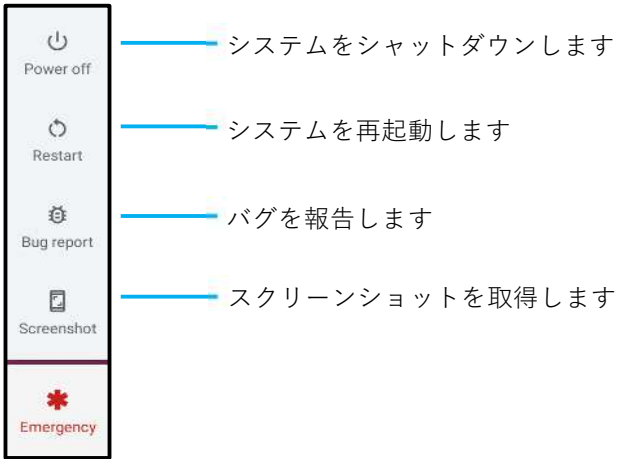 Power off
システムをシャットダウンします
Restart
システムを再起動します
Bug report
バグを報告します
Screenshot
スクリーンショットを取得します
Emergency